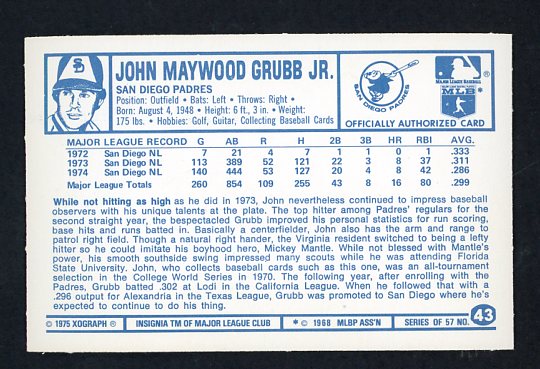 JOHN MAYWOOD GRUBB JR.
SAN DIEGO PADRES
Position: Outfield • Bats: Left • Throws: Right •
Born: August 4, 1948 • Height: 6 ft., 3 in. • Weight:
175 lbs. • Hobbies: Golf, Guitar, Collecting Baseball Cards
SD
SAN DIEGO PADRES
MAJOR LEAGUE BASEBALL ®
MLB
OFFICIALLY AUTHORIZED CARD
MAJOR LEAGUE RECORD G AB R H 2B 3B HR RBI AVG.
1972 San Diego NL 7 21 4 7 1 1 0 1 .333
1973 San Diego NL 113 389 52 121 22 3 8 37 .311
1974 San Diego NL 140 444 53 127 20 4 8 42 .286
Major League Totals 260 854 109 255 43 8 16 80 .299
While not hitting as high as he did in 1973, John nevertheless continued to impress baseball
observers with his unique talents at the plate. The top hitter among Padres' regulars for the
second straight year, the bespectacled Grubb improved his personal statistics for run scoring,
base hits and runs batted in. Basically a centerfielder, John also has the arm and range to
patrol right field. Though a natural right hander, the Virginia resident switched to being a lefty
hitter so he could imitate his boyhood hero, Mickey Mantle. While not blessed with Mantle's
power, his smooth southside swing impressed many scouts while he was attending Florida
State University. John, who collects baseball cards such as this one, was an all-tournament
selection in the College World Series in 1970. The following year, after enrolling with the
Padres, Grubb batted .302 at Lodi in the California League. When he followed that with a
.296 output for Alexandria in the Texas League, Grubb was promoted to San Diego where he's
expected to continue to do his thing.
© 1975 XOGRAPH ® INSIGNIA TM OF MAJOR LEAGUE CLUB * © 1968 MLBP ASS'N SERIES OF 57 NO. 43